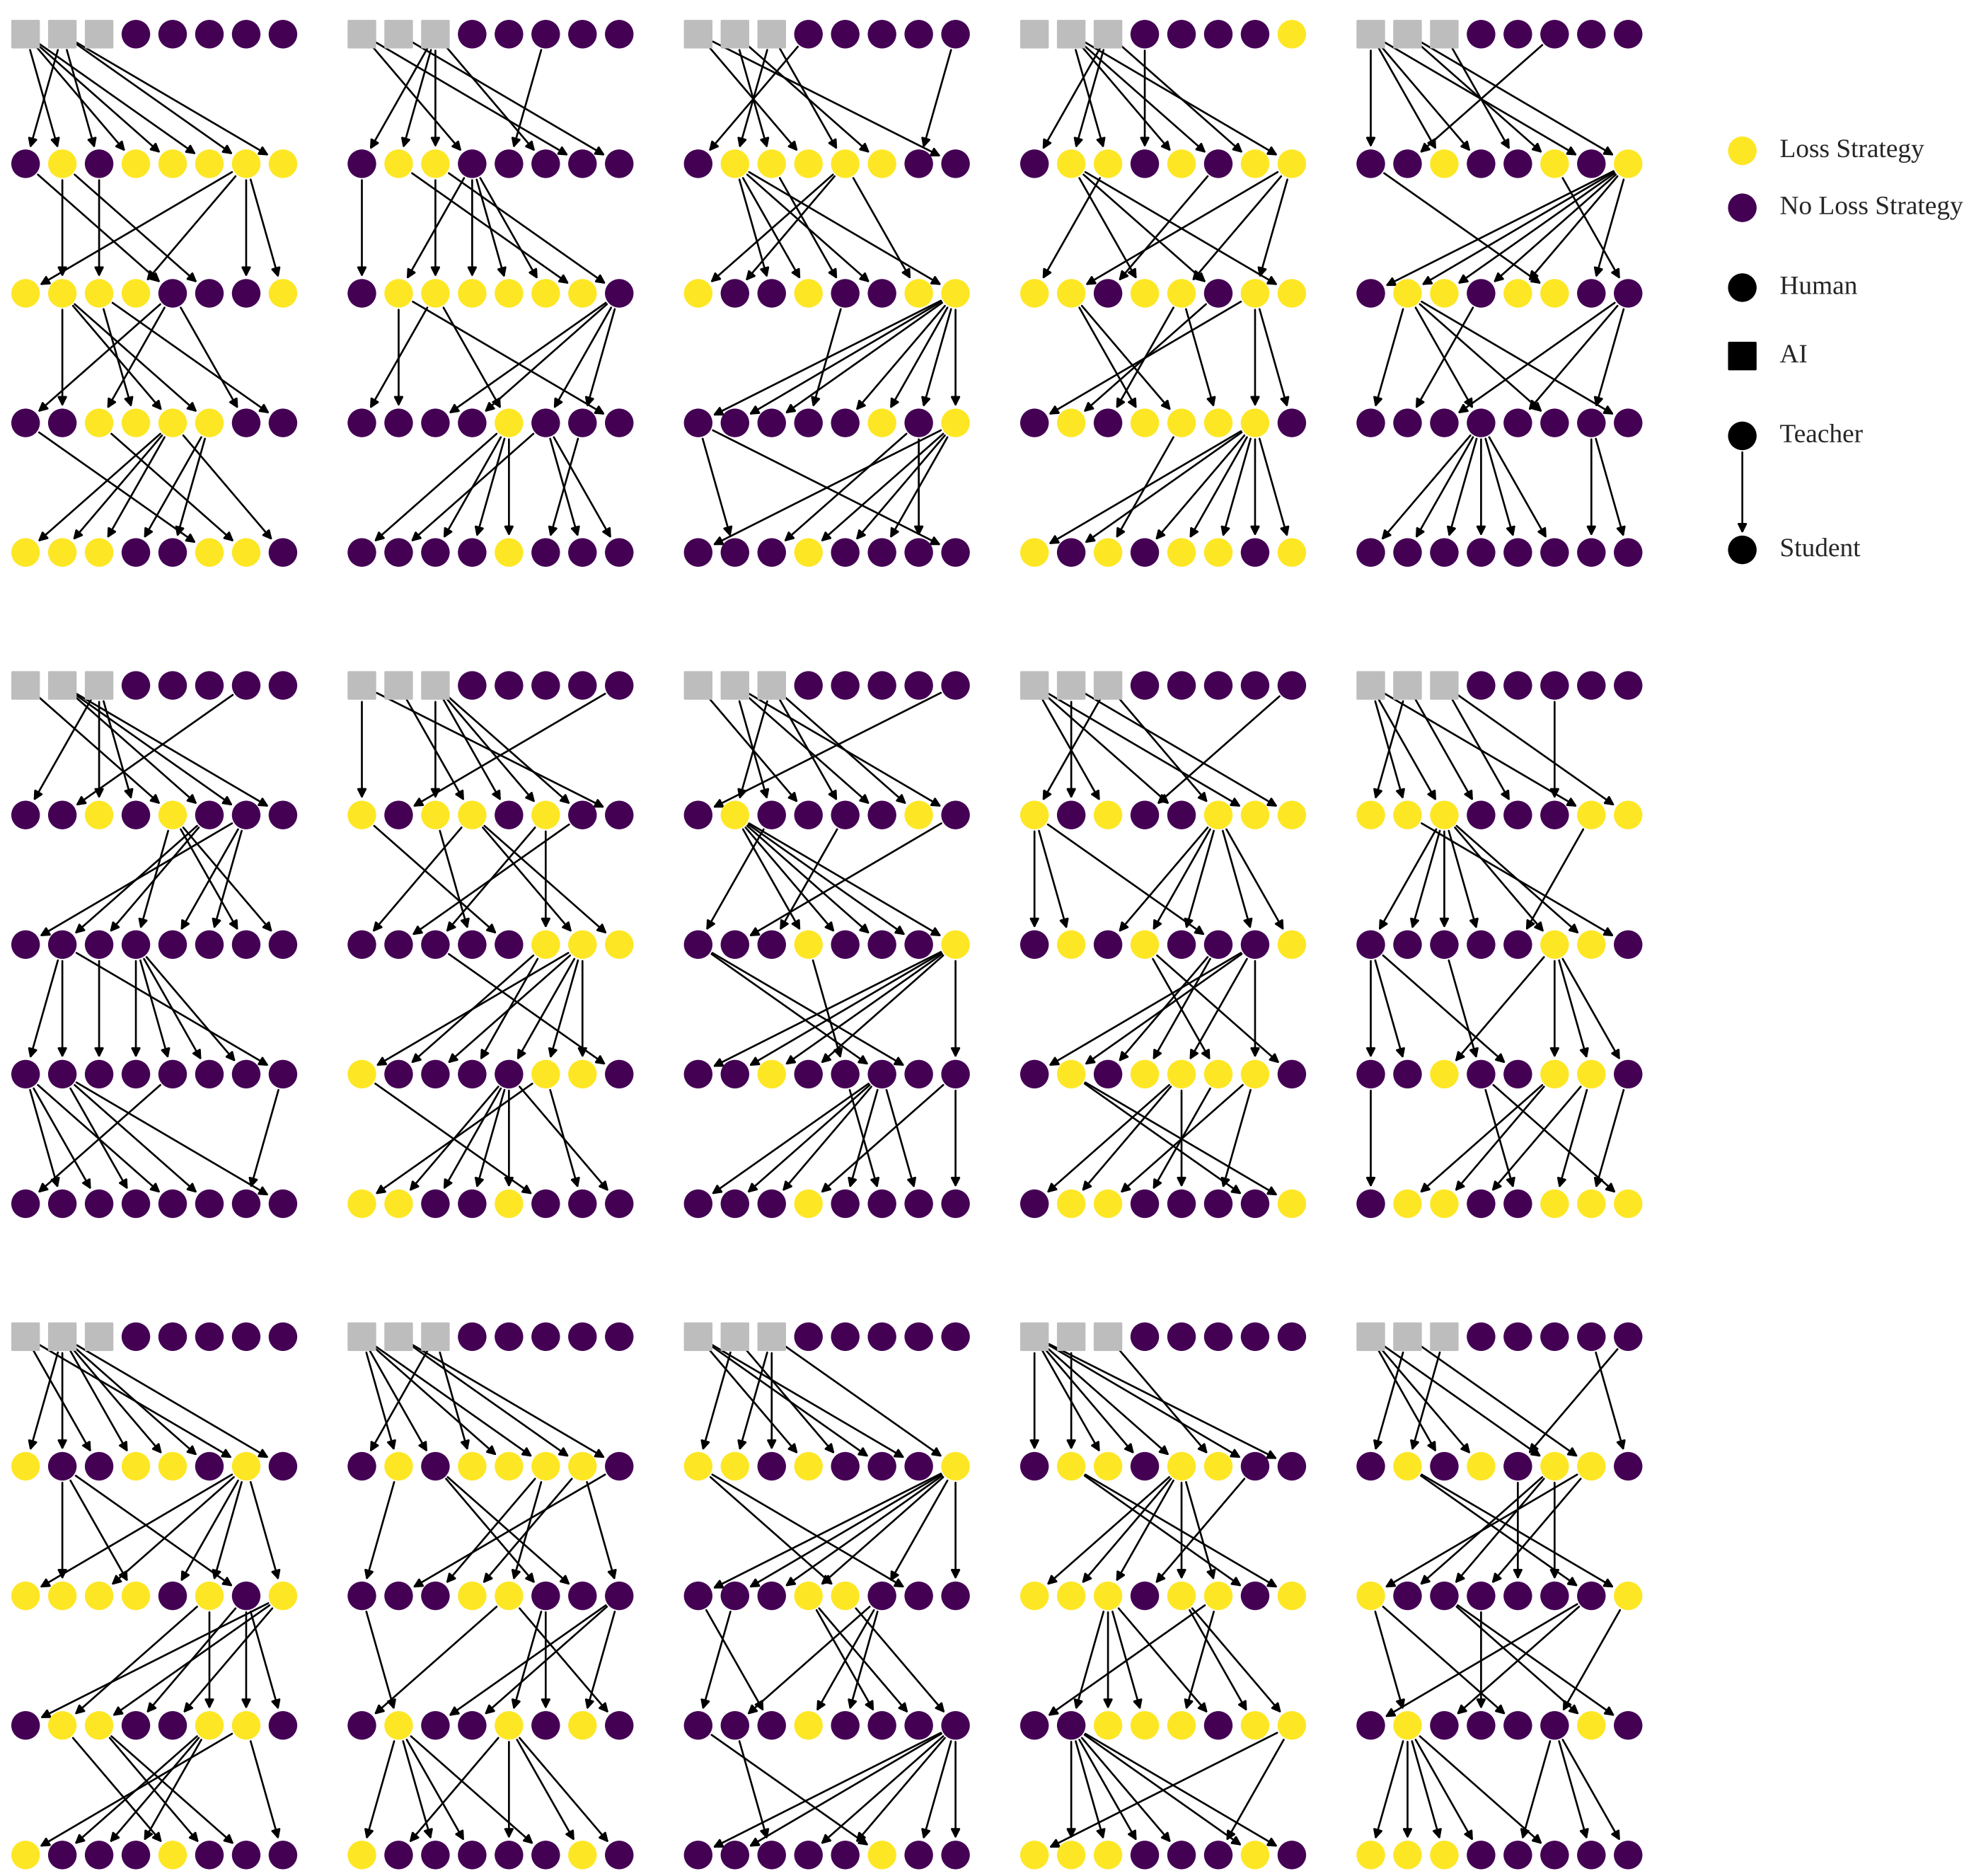 Loss Strategy
No Loss Strategy
Human
AI
Teacher
Student